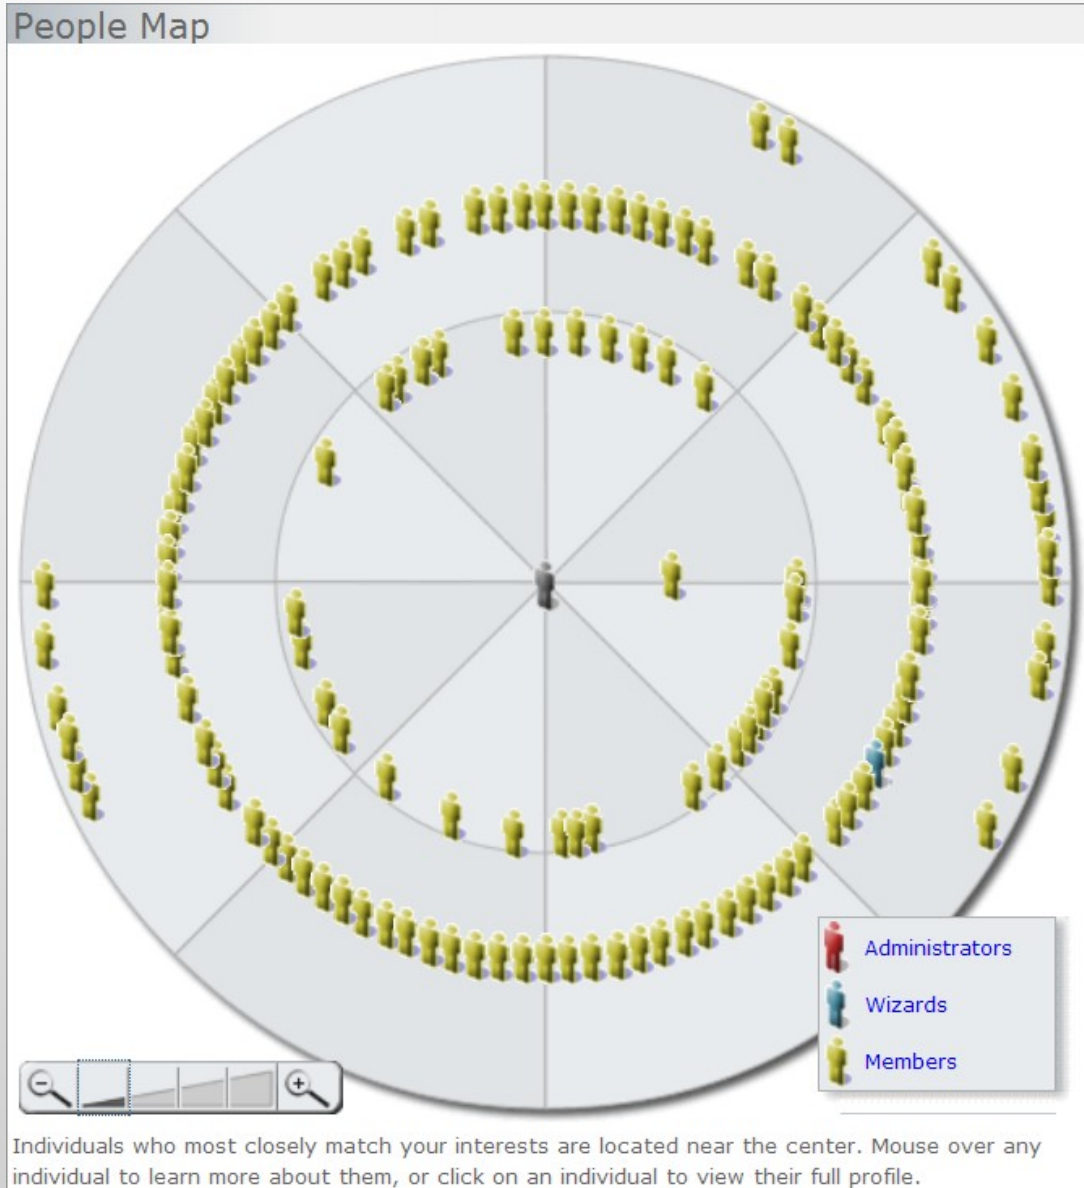 People Map
Administrators
Wizards
Members
Individuals who most closely match your interests are located near the center. Mouse over any
individual to learn more about them, or click on an individual to view their full profile.